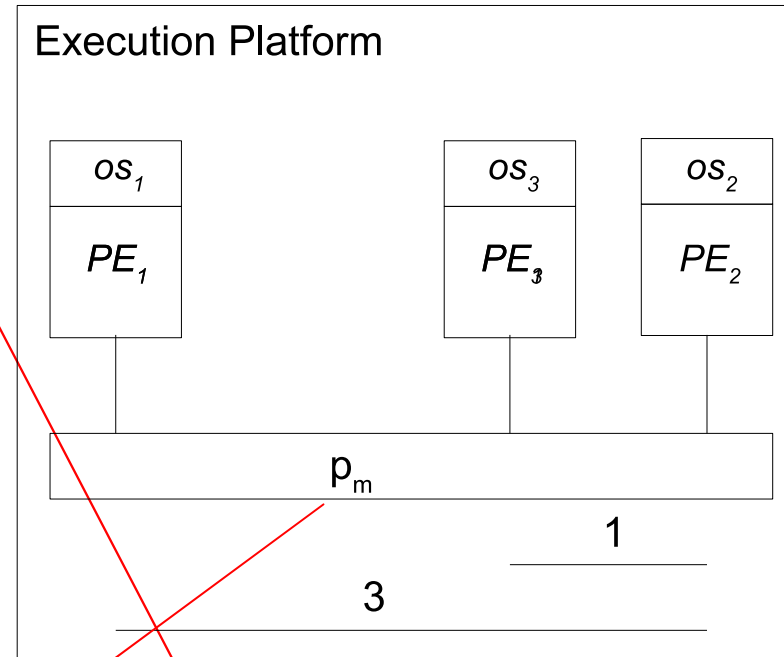 Execution Platform
os₁ os₃ os₂
PE₁ PE₃ PE₂
pₘ
1
3